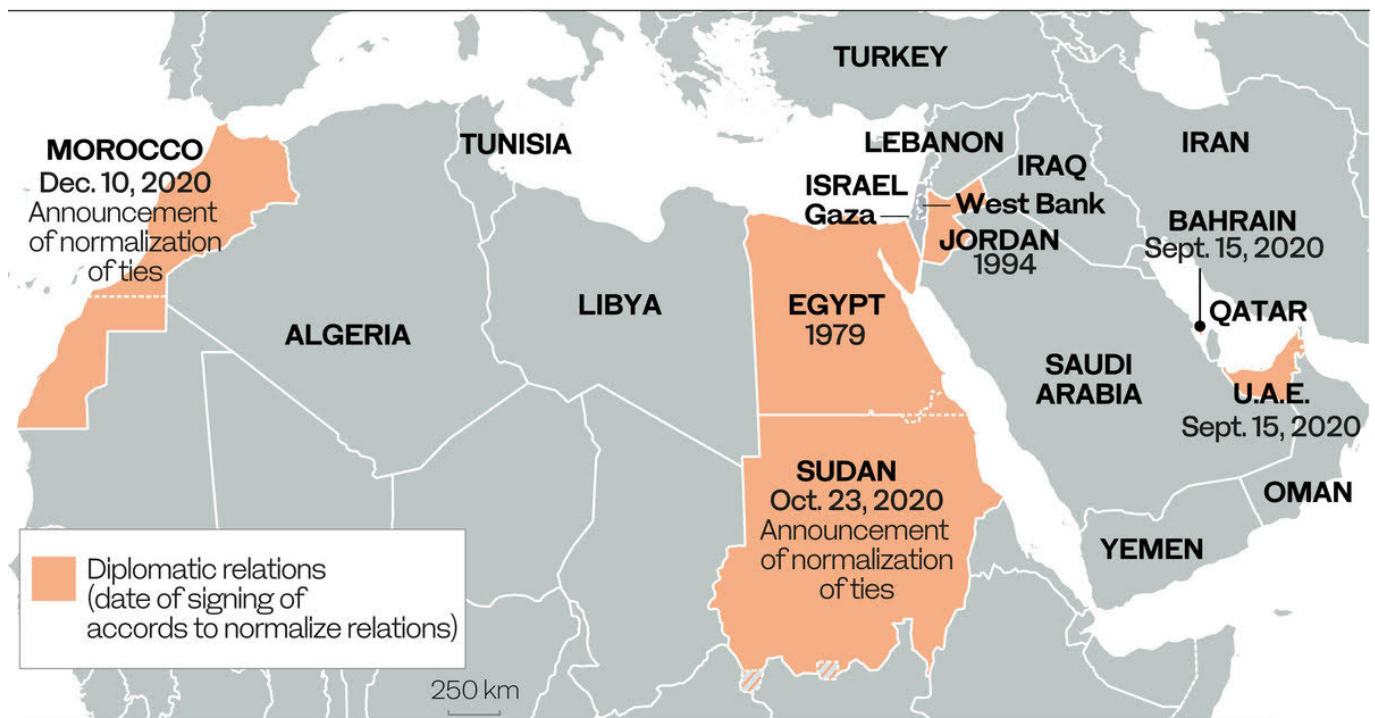 TURKEY
MOROCCO
Dec. 10, 2020
Announcement
of normalization
of ties
TUNISIA
LEBANON
IRAQ
IRAN
ISRAEL
Gaza
West Bank
JORDAN
1994
BAHRAIN
Sept. 15, 2020
QATAR
ALGERIA
LIBYA
EGYPT
1979
SAUDI
ARABIA
U.A.E.
Sept. 15, 2020
SUDAN
Oct. 23, 2020
Announcement
of normalization
of ties
OMAN
YEMEN
Diplomatic relations
(date of signing of
accords to normalize relations)
250 km